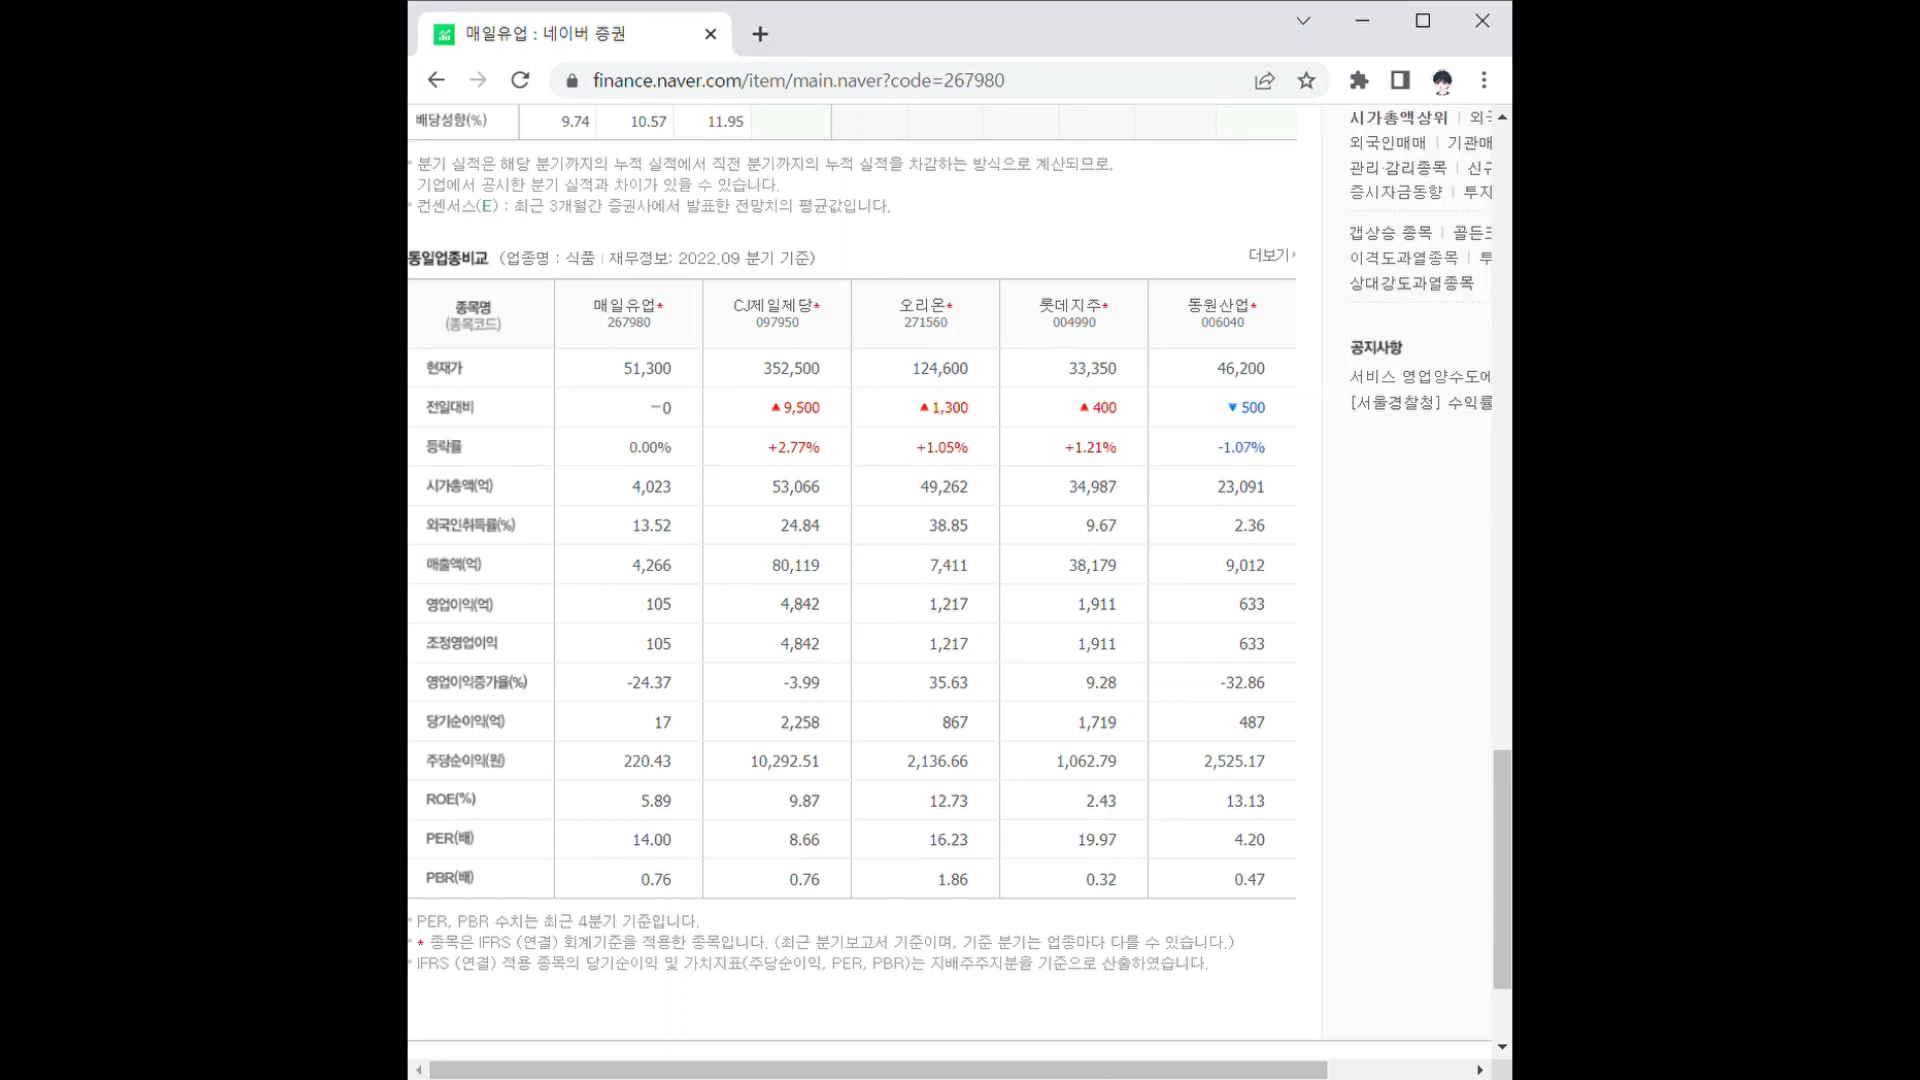 매일유업 : 네이버 증권
finance.naver.com/item/main.naver?code=267980
배당성향(%) 9.74 10.57 11.95
분기 실적은 해당 분기까지의 누적 실적에서 직전 분기까지의 누적 실적을 차감하는 방식으로 계산되므로,
기업에서 공시한 분기 실적과 차이가 있을 수 있습니다.
컨센서스(E) : 최근 3개월간 증권사에서 발표한 전망치의 평균값입니다.
동일업종비교 (업종명 : 식품 | 재무정보: 2022.09 분기 기준) 더보기
종목명 매일유업* CJ제일제당* 오리온* 롯데지주* 동원산업*
(종목코드) 267980 097950 271560 004990 006040
현재가 51,300 352,500 124,600 33,350 46,200
전일대비 –0 ▲9,500 ▲1,300 ▲400 ▼500
등락률 0.00% +2.77% +1.05% +1.21% -1.07%
시가총액(억) 4,023 53,066 49,262 34,987 23,091
외국인취득률(%) 13.52 24.84 38.85 9.67 2.36
매출액(억) 4,266 80,119 7,411 38,179 9,012
영업이익(억) 105 4,842 1,217 1,911 633
조정영업이익 105 4,842 1,217 1,911 633
영업이익증가율(%) -24.37 -3.99 35.63 9.28 -32.86
당기순이익(억) 17 2,258 867 1,719 487
주당순이익(원) 220.43 10,292.51 2,136.66 1,062.79 2,525.17
ROE(%) 5.89 9.87 12.73 2.43 13.13
PER(배) 14.00 8.66 16.23 19.97 4.20
PBR(배) 0.76 0.76 1.86 0.32 0.47
PER, PBR 수치는 최근 4분기 기준입니다.
* 종목은 IFRS (연결) 회계기준을 적용한 종목입니다. (최근 분기보고서 기준이며, 기준 분기는 업종마다 다를 수 있습니다.)
IFRS (연결) 적용 종목의 당기순이익 및 가치지표(주당순이익, PER, PBR)는 지배주주지분을 기준으로 산출하였습니다.
시가총액상위 | 외
외국인매매 | 기관매
관리·감리종목 | 신규
증시자금동향 | 투자
갭상승 종목 | 골든
이격도과열종목 | 투
상대강도과열종목
공지사항
서비스 영업양수도에
[서울경찰청] 수익률